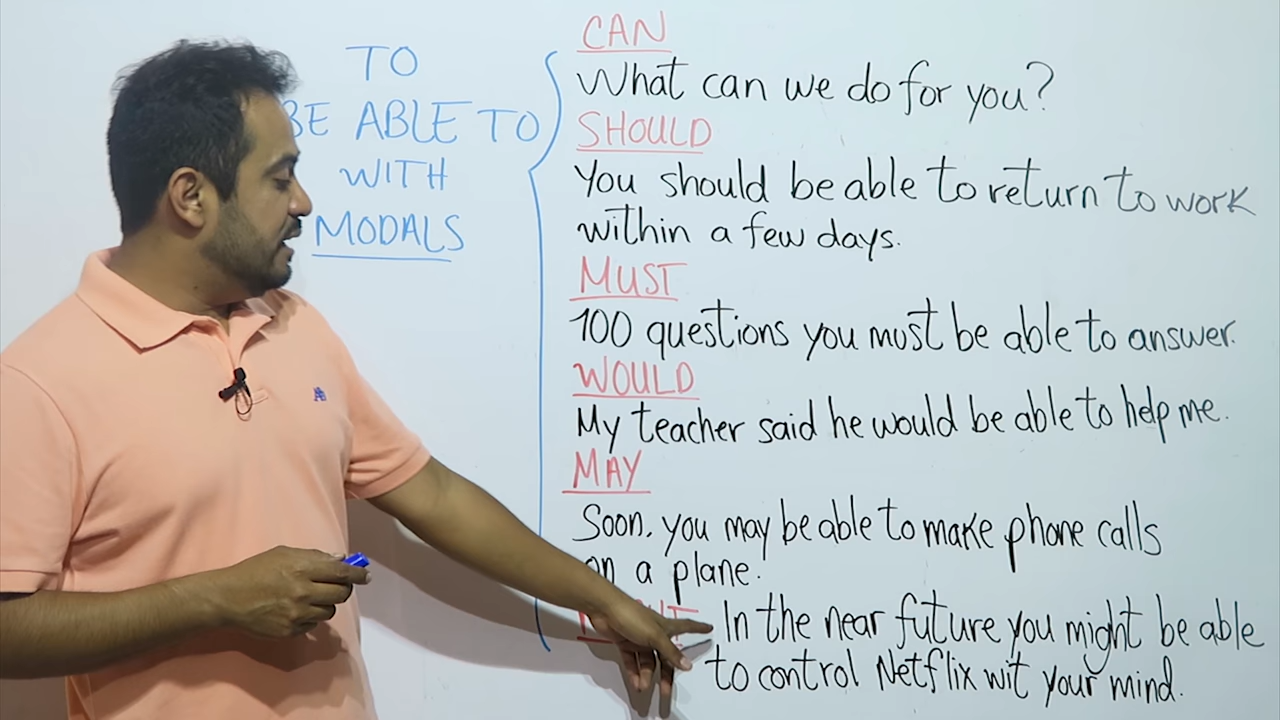 TO
BE ABLE TO
WITH
MODALS
CAN
What can we do for you?
SHOULD
You should be able to return to work
within a few days.
MUST
100 questions you must be able to answer.
WOULD
My teacher said he would be able to help me.
MAY
Soon, you may be able to make phone calls
on a plane.
In the near future you might be able
to control Netflix wit your mind.